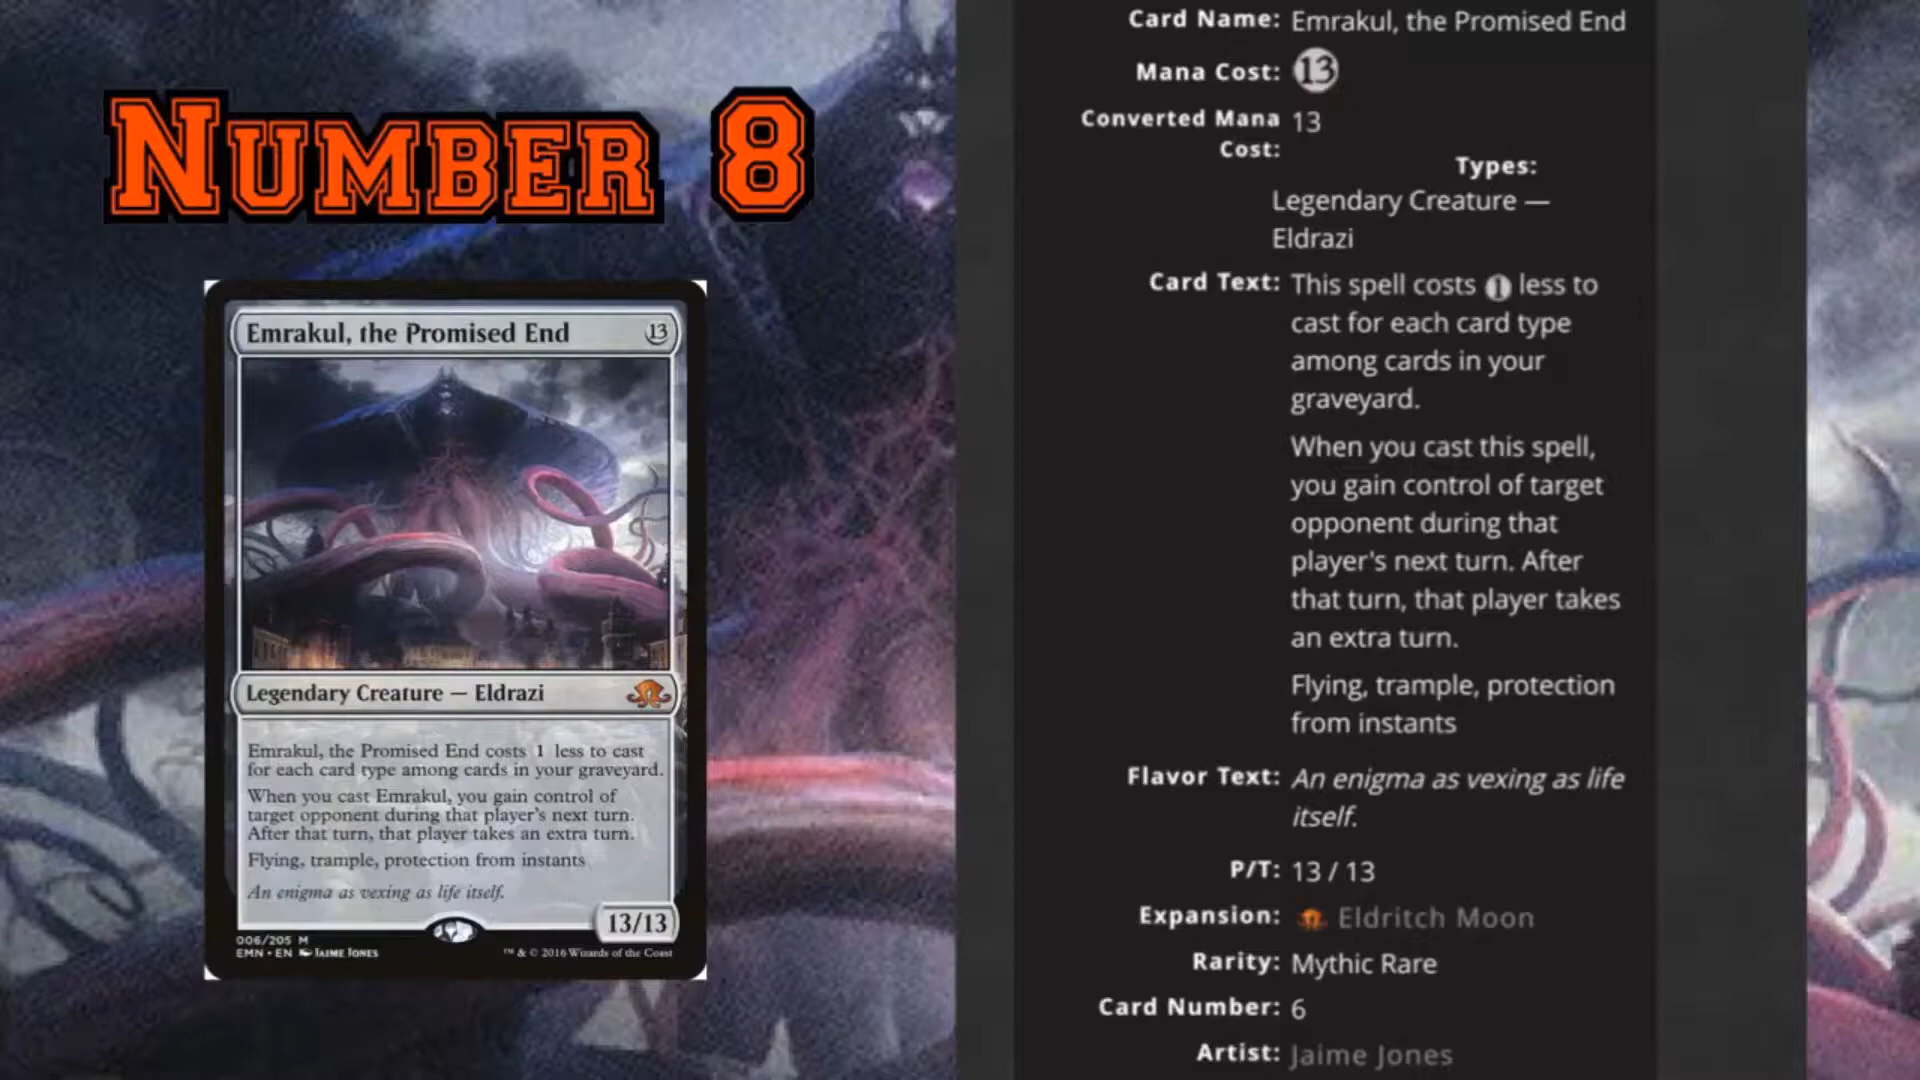 NUMBER 8
Emrakul, the Promised End 13
Legendary Creature — Eldrazi
Emrakul, the Promised End costs 1 less to cast
for each card type among cards in your graveyard.
When you cast Emrakul, you gain control of
target opponent during that player's next turn.
After that turn, that player takes an extra turn.
Flying, trample, protection from instants
An enigma as vexing as life itself.
13/13
006/205 M
EMN • EN JAIME JONES
™ & © 2016 Wizards of the Coast
Card Name: Emrakul, the Promised End
Mana Cost: 13
Converted Mana Cost: 13
Types:
Legendary Creature —
Eldrazi
Card Text: This spell costs 1 less to
cast for each card type
among cards in your
graveyard.
When you cast this spell,
you gain control of target
opponent during that
player's next turn. After
that turn, that player takes
an extra turn.
Flying, trample, protection
from instants
Flavor Text: An enigma as vexing as life
itself.
P/T: 13 / 13
Expansion: Eldritch Moon
Rarity: Mythic Rare
Card Number: 6
Artist: Jaime Jones